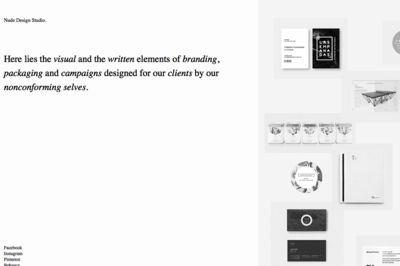 Nude Design Studio.
Here lies the visual and the written elements of branding,
packaging and campaigns designed for our clients by our
nonconforming selves.
Facebook
Instagram
Pinterest
Behance